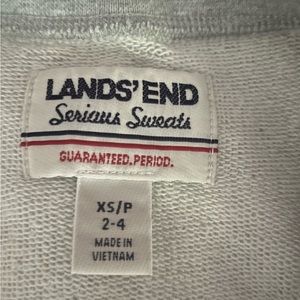 LANDS' END
Serious Sweats
GUARANTEED. PERIOD.
XS/P
2-4
MADE IN
VIETNAM